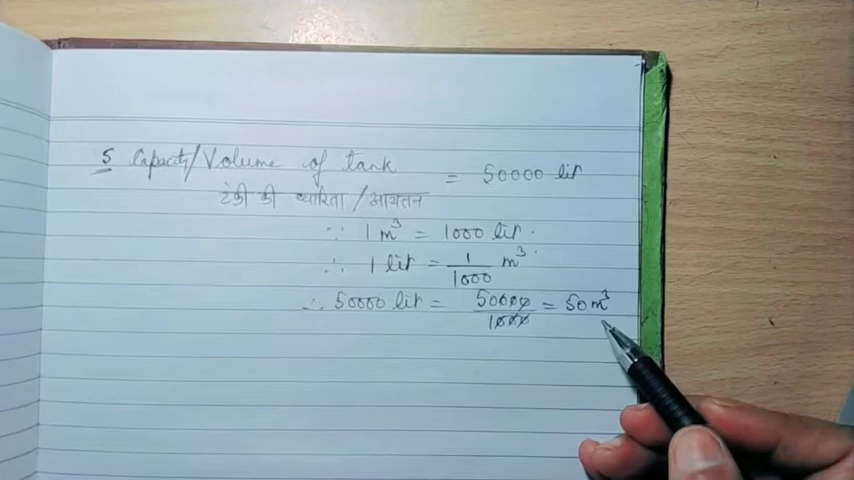 5 Capacity/Volume of tank = 50000 lit
टंकी की धारिता / आयतन
∵ 1 m³ = 1000 lit.
∴ 1 lit = 1/1000 m³
∴ 50000 lit = 50000/1000 = 50 m³